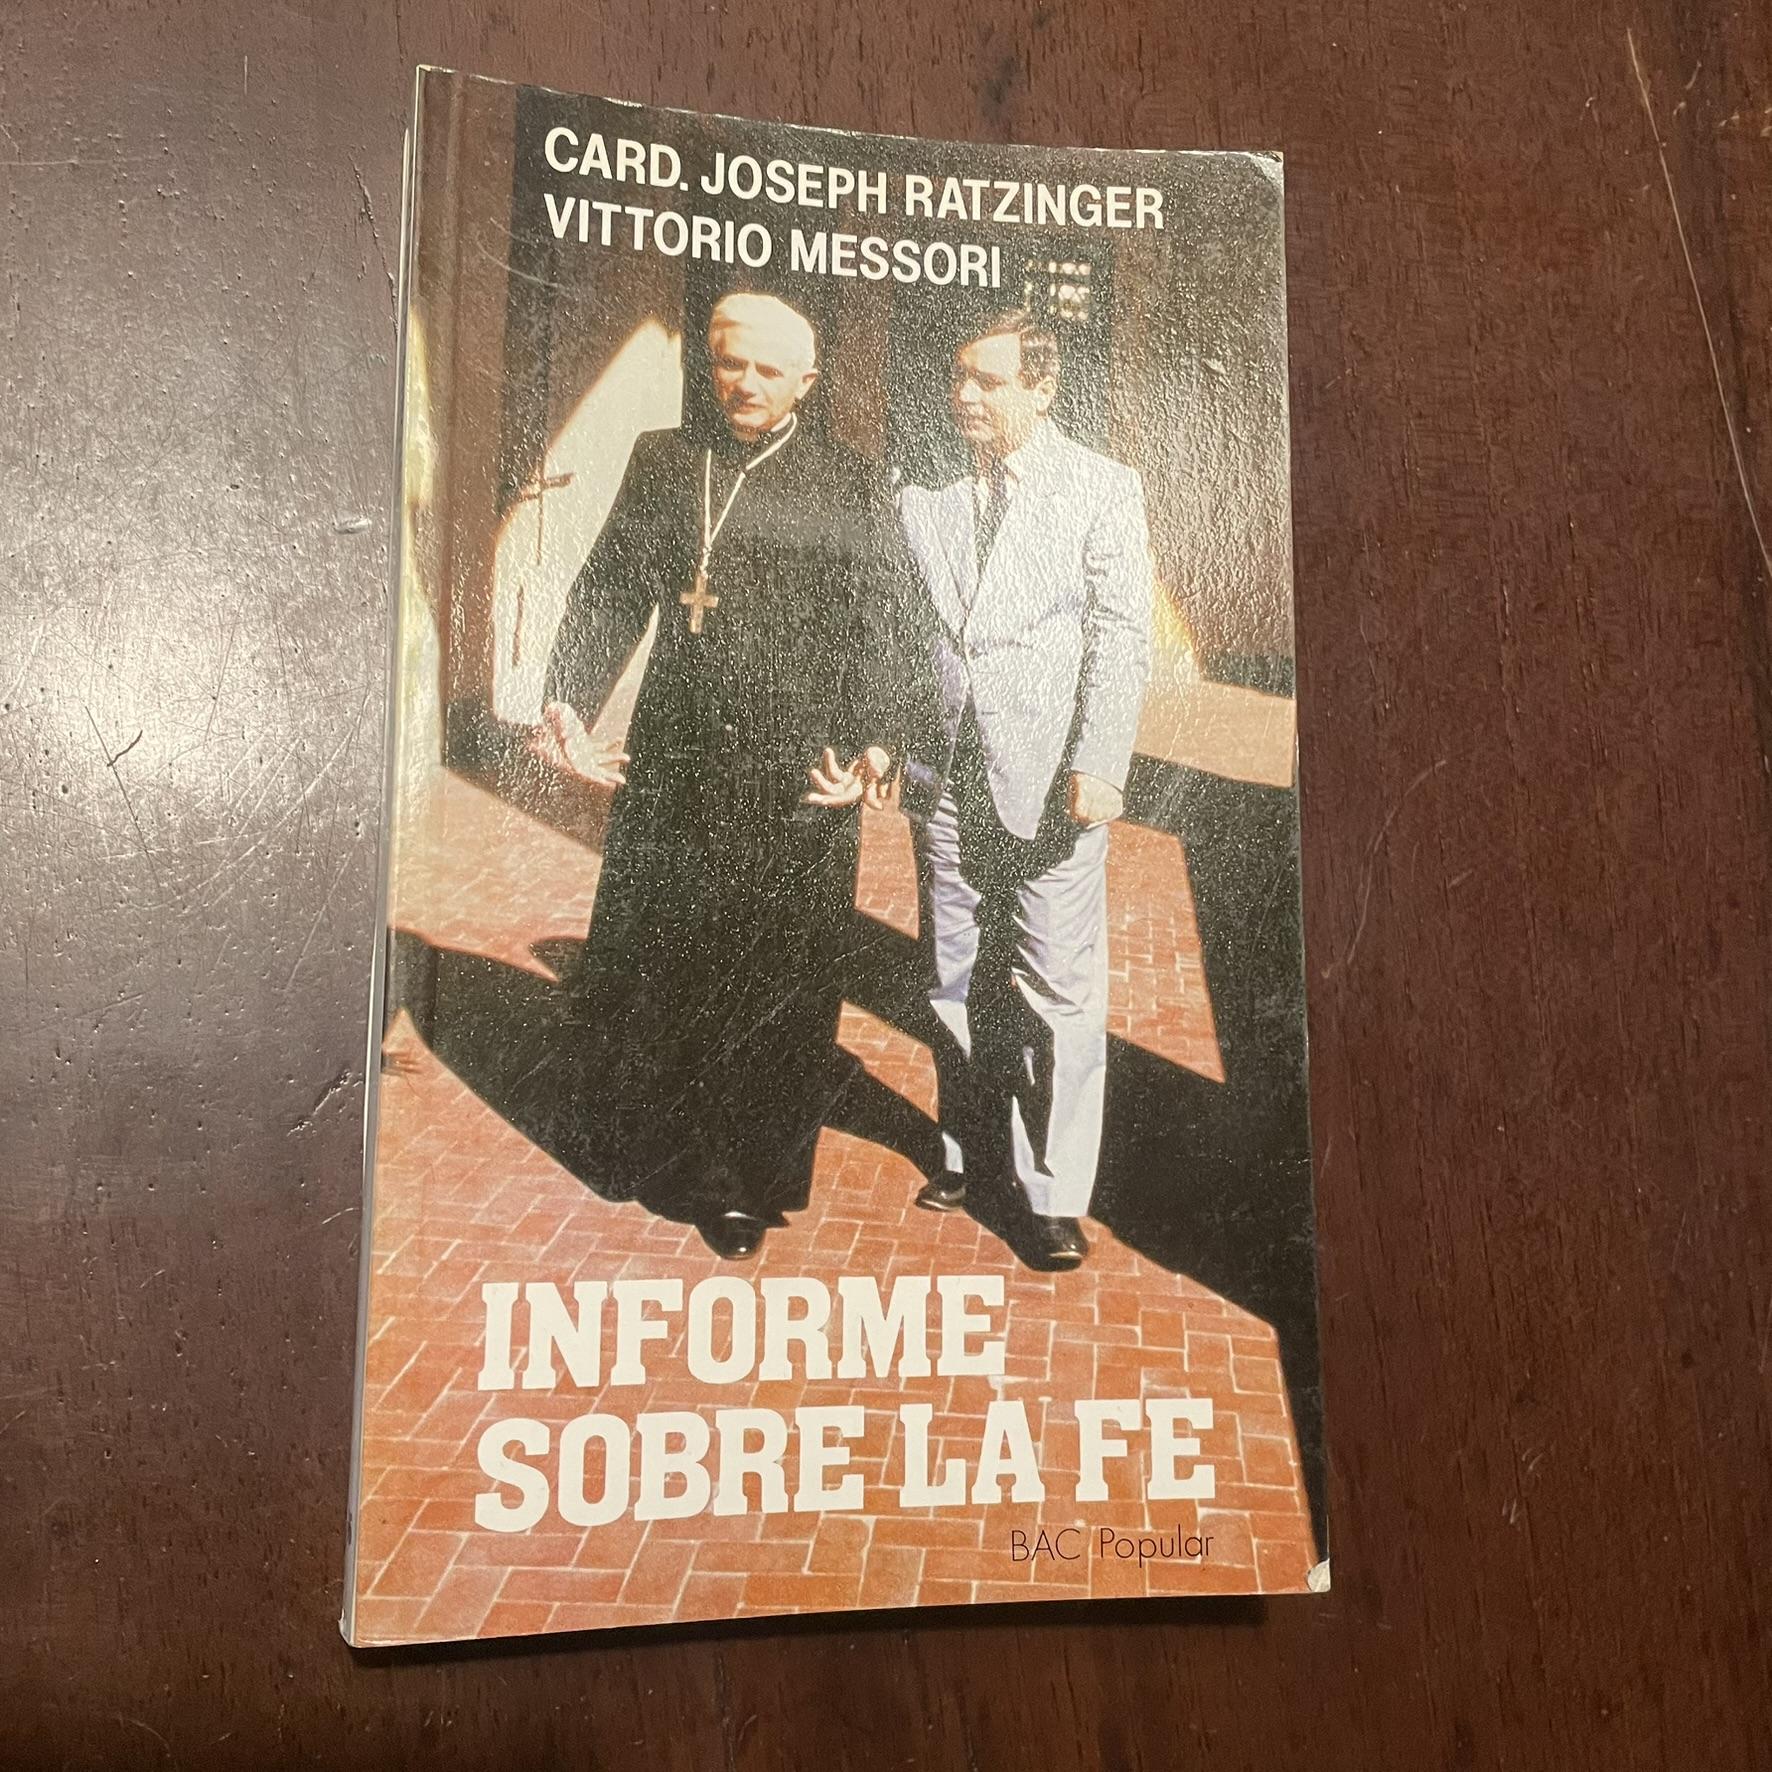 CARD. JOSEPH RATZINGER
VITTORIO MESSORI
INFORME
SOBRE LA FE
BAC Popular